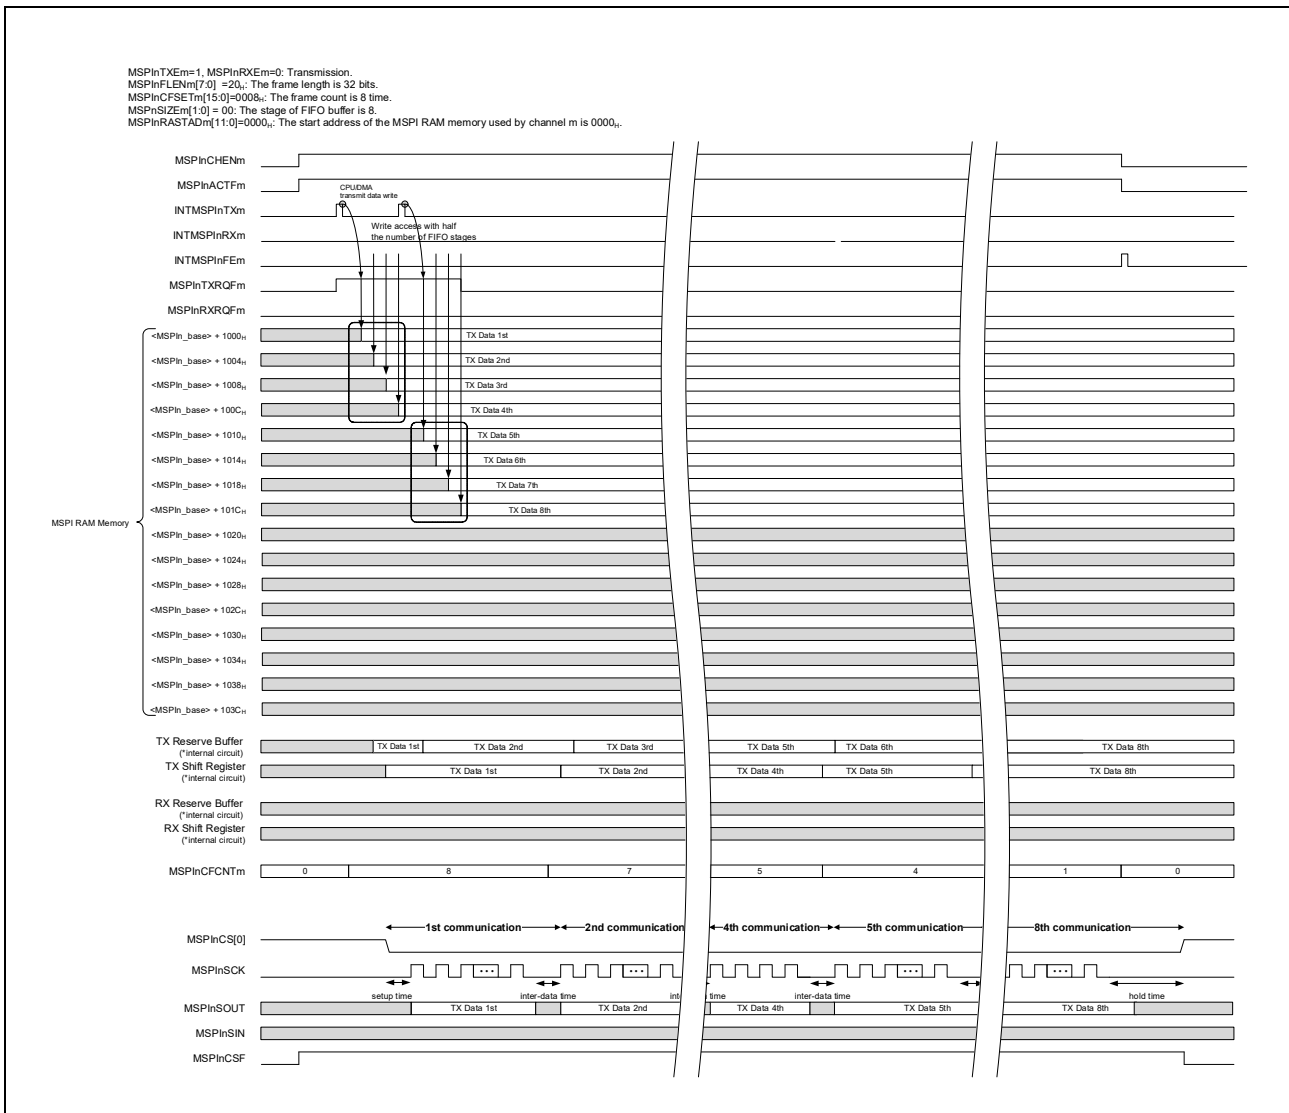 MSPInTXEm=1, MSPInRXEm=0: Transmission.
MSPInFLENm[7:0] =20H: The frame length is 32 bits.
MSPInCFSETm[15:0]=0008H: The frame count is 8 time.
MSPnSIZEm[1:0] = 00: The stage of FIFO buffer is 8.
MSPInRASTADm[11:0]=0000H: The start address of the MSPI RAM memory used by channel m is 0000H.
MSPInCHENm
MSPInACTFm
CPU/DMA
transmit data write
INTMSPInTXm
Write access with half
the number of FIFO stages
INTMSPInRXm
INTMSPInFEm
MSPInTXRQFm
MSPInRXRQFm
<MSPIn_base> + 1000H TX Data 1st
<MSPIn_base> + 1004H TX Data 2nd
<MSPIn_base> + 1008H TX Data 3rd
<MSPIn_base> + 100CH TX Data 4th
<MSPIn_base> + 1010H TX Data 5th
<MSPIn_base> + 1014H TX Data 6th
<MSPIn_base> + 1018H TX Data 7th
<MSPIn_base> + 101CH TX Data 8th
MSPI RAM Memory
<MSPIn_base> + 1020H
<MSPIn_base> + 1024H
<MSPIn_base> + 1028H
<MSPIn_base> + 102CH
<MSPIn_base> + 1030H
<MSPIn_base> + 1034H
<MSPIn_base> + 1038H
<MSPIn_base> + 103CH
TX Reserve Buffer TX Data 1st TX Data 2nd TX Data 3rd TX Data 5th TX Data 6th TX Data 8th
(*internal circuit)
TX Shift Register TX Data 1st TX Data 2nd TX Data 4th TX Data 5th TX Data 8th
(*internal circuit)
RX Reserve Buffer
(*internal circuit)
RX Shift Register
(*internal circuit)
MSPInCFCNTm 0 8 7 5 4 1 0
1st communication 2nd communication 4th communication 5th communication 8th communication
MSPInCS[0]
MSPInSCK ... ... ... ...
setup time inter-data time inter-data time hold time
MSPInSOUT TX Data 1st TX Data 2nd TX Data 4th TX Data 5th TX Data 8th
MSPInSIN
MSPInCSF